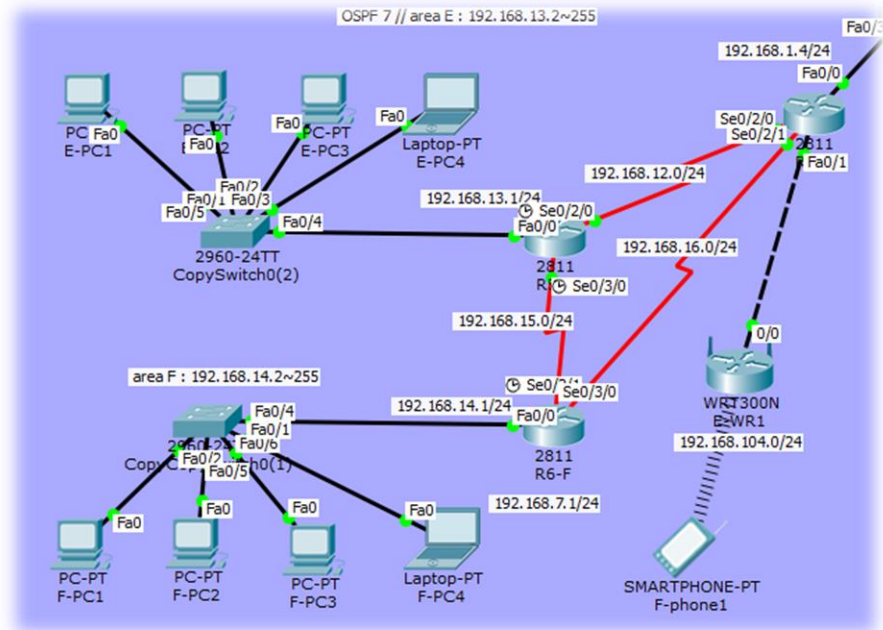 OSPF 7 // area E : 192.168.13.2~255
Fa0/3
192.168.1.4/24
Fa0/0
Se0/2/0
Se0/2/1
2811
Fa0/1
PC
Fa0
E-PC1
PC-PT
Fa0
Fa0
PC-PT
E-PC3
Fa0
Laptop-PT
E-PC4
192.168.12.0/24
Fa0/2
Fa0/1
Fa0/3
Fa0/5
Fa0/4
192.168.13.1/24
Se0/2/0
Fa0/0
2960-24TT
CopySwitch0(2)
2811
Se0/3/0
192.168.16.0/24
192.168.15.0/24
0/0
area F : 192.168.14.2~255
WRT300N
192.168.104.0/24
Fa0/4
Fa0/1
Fa0/6
Fa0/2
Fa0/5
192.168.14.1/24
Fa0/0
Se0/3/0
2811
R6-F
192.168.7.1/24
Fa0
Fa0
Fa0
Fa0
PC-PT
F-PC1
PC-PT
F-PC2
PC-PT
F-PC3
Laptop-PT
F-PC4
SMARTPHONE-PT
F-phone1